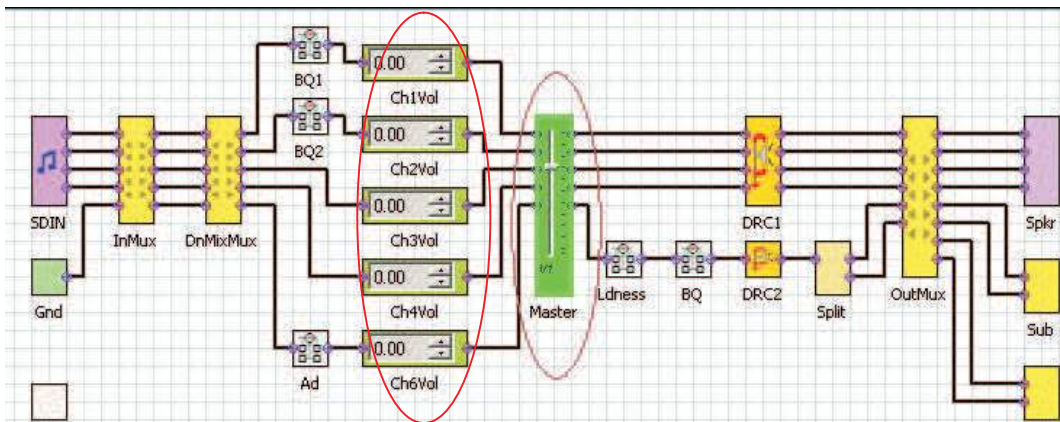 0.00
BQ1
Ch1Vol
0.00
BQ2
Ch2Vol
0.00
SDIN
InMux
DnMixMux
Ch3Vol
DRC1
Spkr
0.00
Gnd
Ch4Vol
Master
Ldness
BQ
DRC2
Split
OutMux
Sub
0.00
Ad
Ch6Vol